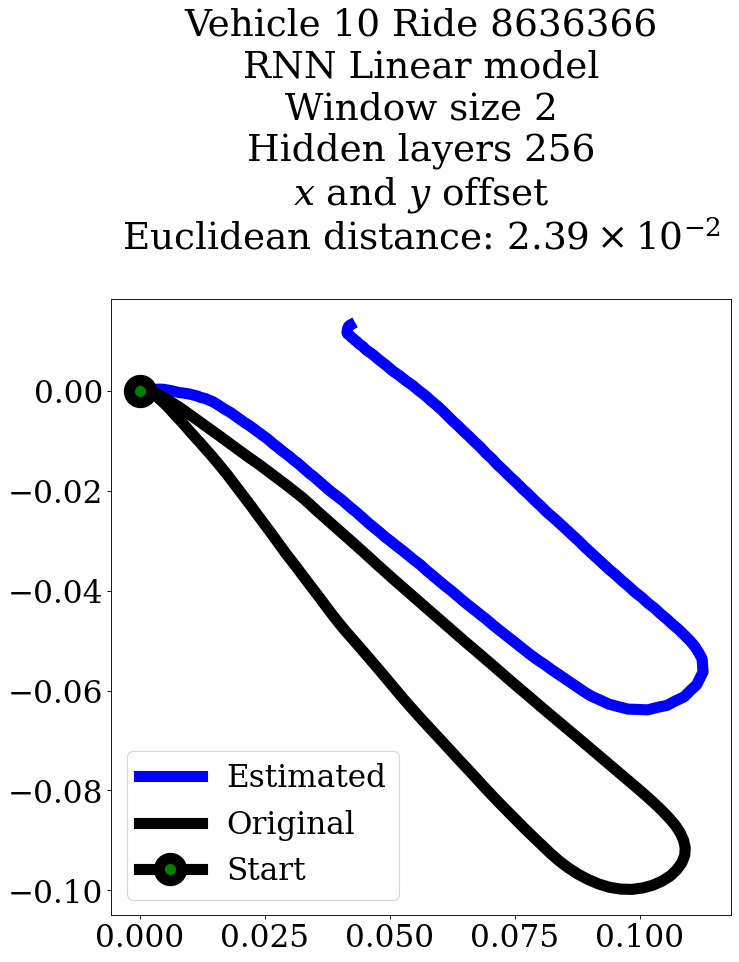 Vehicle 10 Ride 8636366
RNN Linear model
Window size 2
Hidden layers 256
x and y offset
Euclidean distance: 2.39 × 10⁻²
0.00
−0.02
−0.04
−0.06
−0.08
−0.10
Estimated
Original
Start
0.000 0.025 0.050 0.075 0.100